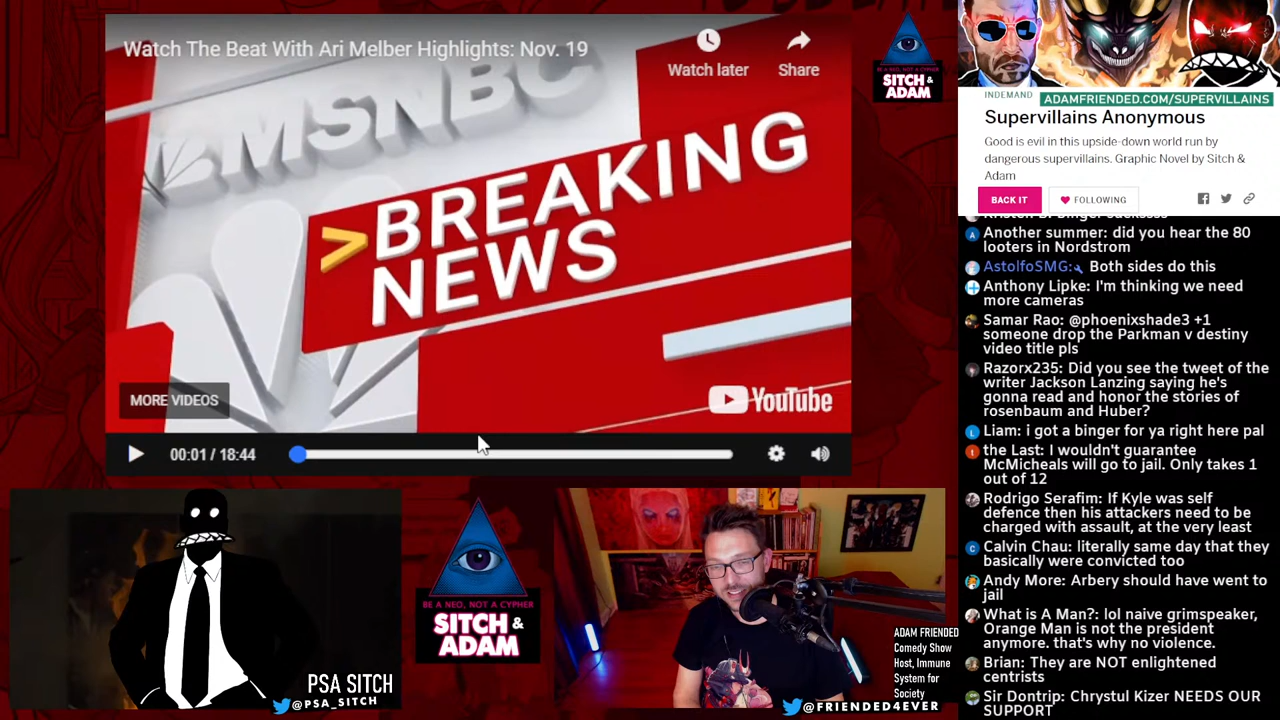 Watch The Beat With Ari Melber Highlights: Nov. 19
Watch later
Share
MSNBC
>BREAKING
NEWS
MORE VIDEOS
YouTube
00:01 / 18:44
BE A NEO, NOT A CYPHER
SITCH &
ADAM
INDEMAND
ADAMFRIENDED.COM/SUPERVILLAINS
Supervillains Anonymous
Good is evil in this upside-down world run by
dangerous supervillains. Graphic Novel by Sitch &
Adam
BACK IT
FOLLOWING
Another summer: did you hear the 80
looters in Nordstrom
AstolfoSMG: Both sides do this
Anthony Lipke: I'm thinking we need
more cameras
Samar Rao: @phoenixshade3 +1
someone drop the Parkman v destiny
video title pls
Razorx235: Did you see the tweet of the
writer Jackson Lanzing saying he's
gonna read and honor the stories of
rosenbaum and Huber?
Liam: i got a binger for ya right here pal
the Last: I wouldn't guarantee
McMicheals will go to jail. Only takes 1
out of 12
Rodrigo Serafim: If Kyle was self
defence then his attackers need to be
charged with assault, at the very least
Calvin Chau: literally same day that they
basically were convicted too
Andy More: Arbery should have went to
jail
What is A Man?: lol naive grimspeaker,
Orange Man is not the president
anymore. that's why no violence.
Brian: They are NOT enlightened
centrists
Sir Dontrip: Chrystul Kizer NEEDS OUR
SUPPORT
PSA SITCH
@PSA_SITCH
BE A NEO, NOT A CYPHER
SITCH
& ADAM
ADAM FRIENDED
Comedy Show
Host, Immune
System for
Society
@FRIENDED4EVER